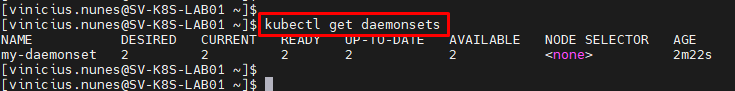 [vinicius.nunes@SV-K8S-LAB01 ~]$
[vinicius.nunes@SV-K8S-LAB01 ~]$ kubectl get daemonsets
NAME DESIRED CURRENT READY UP-TO-DATE AVAILABLE NODE SELECTOR AGE
my-daemonset 2 2 2 2 2 <none> 2m22s
[vinicius.nunes@SV-K8S-LAB01 ~]$
[vinicius.nunes@SV-K8S-LAB01 ~]$